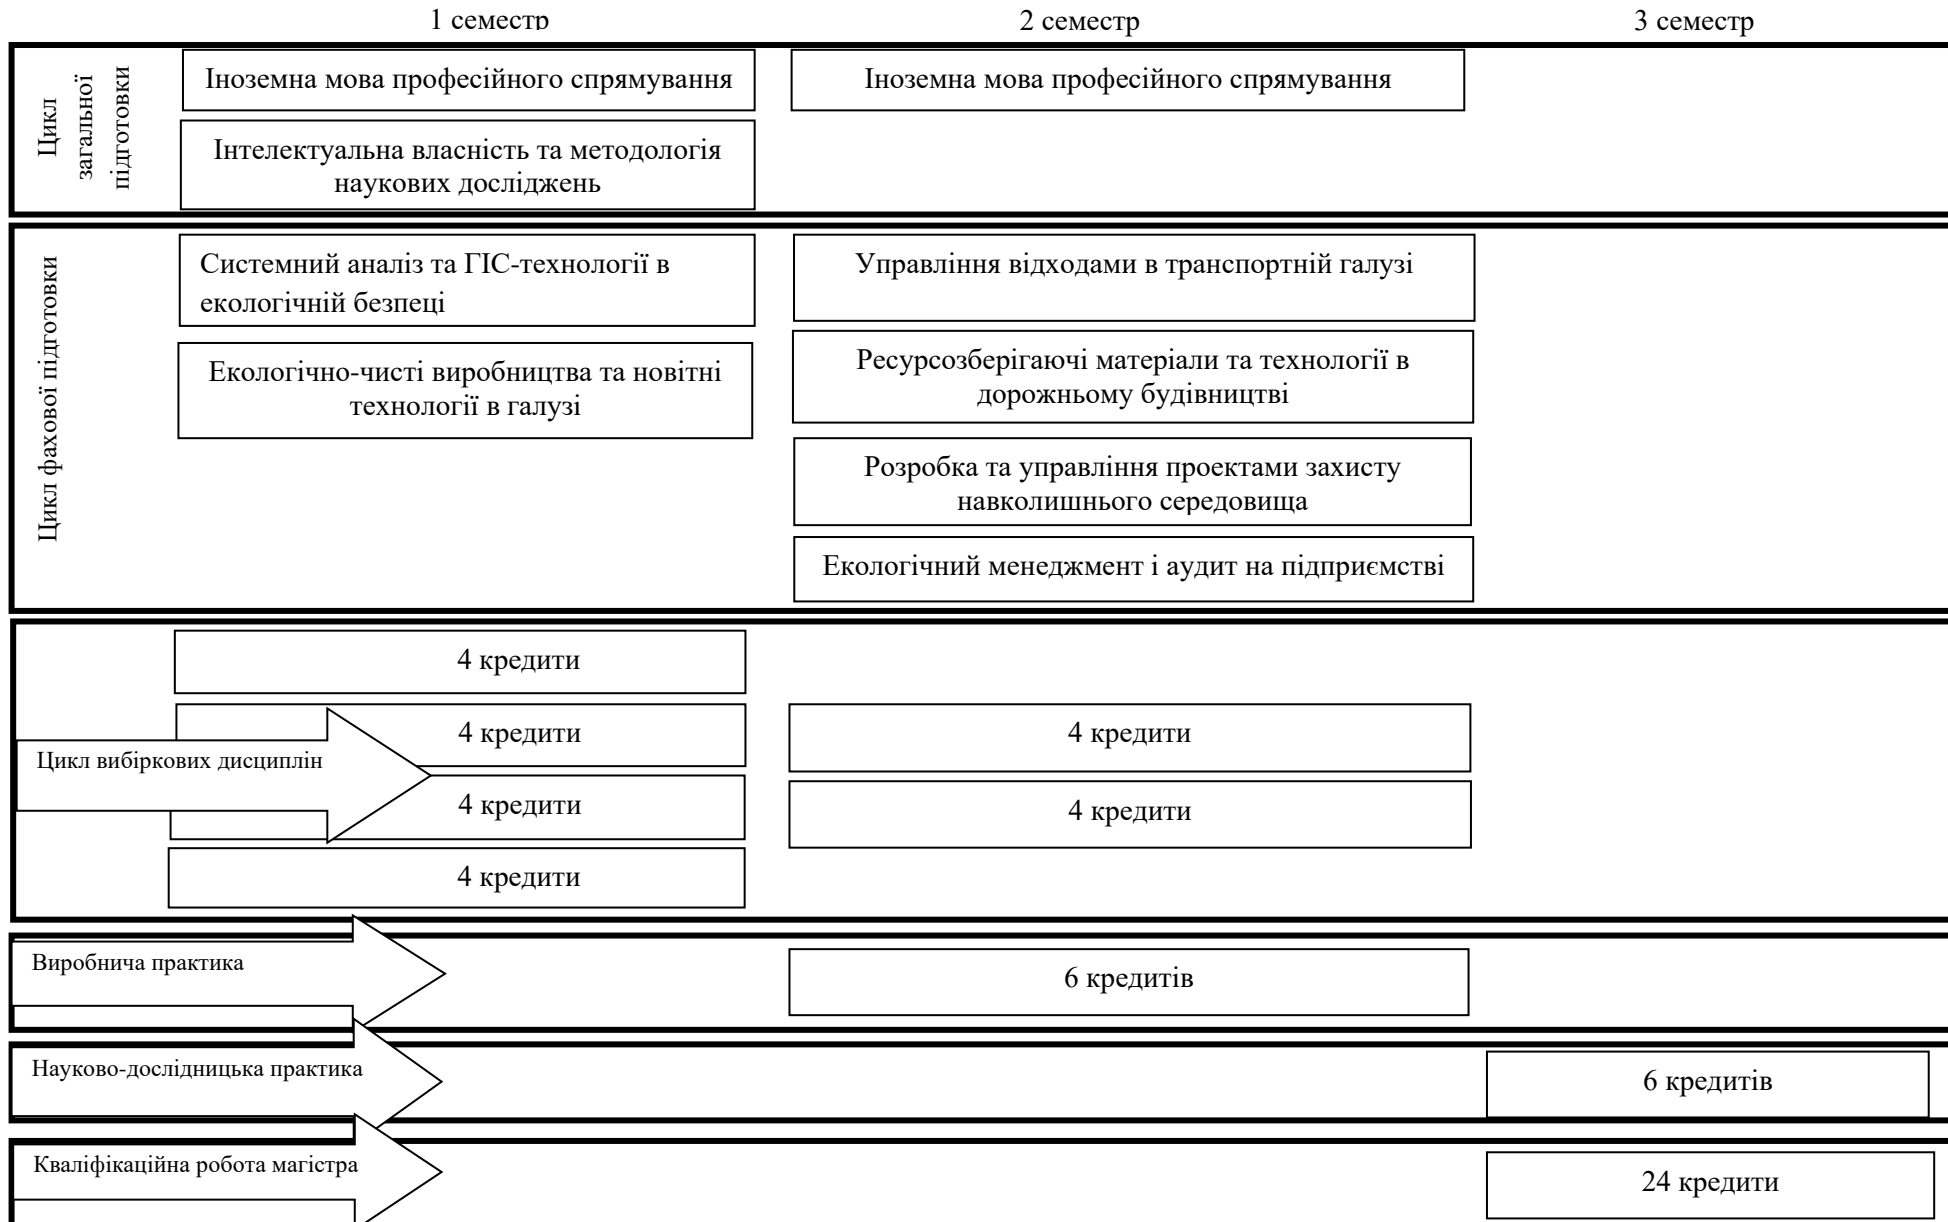 1 семестр
2 семестр
3 семестр
Цикл
загальної
підготовки
Іноземна мова професійного спрямування
Іноземна мова професійного спрямування
Інтелектуальна власність та методологія
наукових досліджень
Цикл фахової підготовки
Системний аналіз та ГІС-технології в
екологічній безпеці
Екологічно-чисті виробництва та новітні
технології в галузі
Управління відходами в транспортній галузі
Ресурсозберігаючі матеріали та технології в
дорожньому будівництві
Розробка та управління проектами захисту
навколишнього середовища
Екологічний менеджмент і аудит на підприємстві
Цикл вибіркових дисциплін
4 кредити
4 кредити
4 кредити
4 кредити
4 кредити
4 кредити
Виробнича практика
6 кредитів
Науково-дослідницька практика
6 кредитів
Кваліфікаційна робота магістра
24 кредити